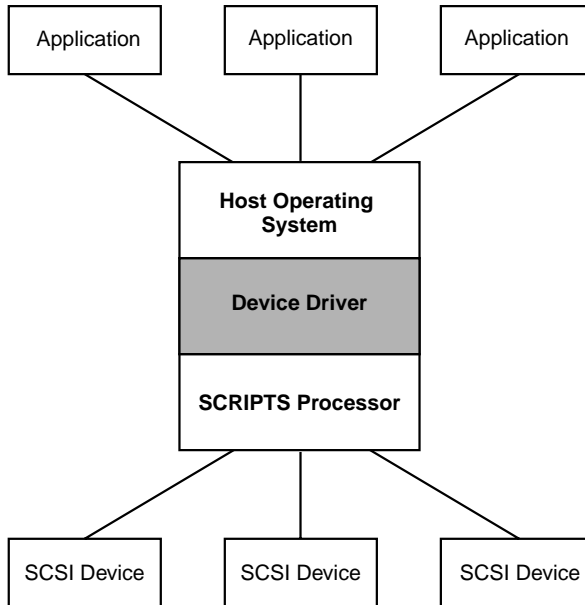 Application
Application
Application
Host Operating
System
Device Driver
SCRIPTS Processor
SCSI Device
SCSI Device
SCSI Device